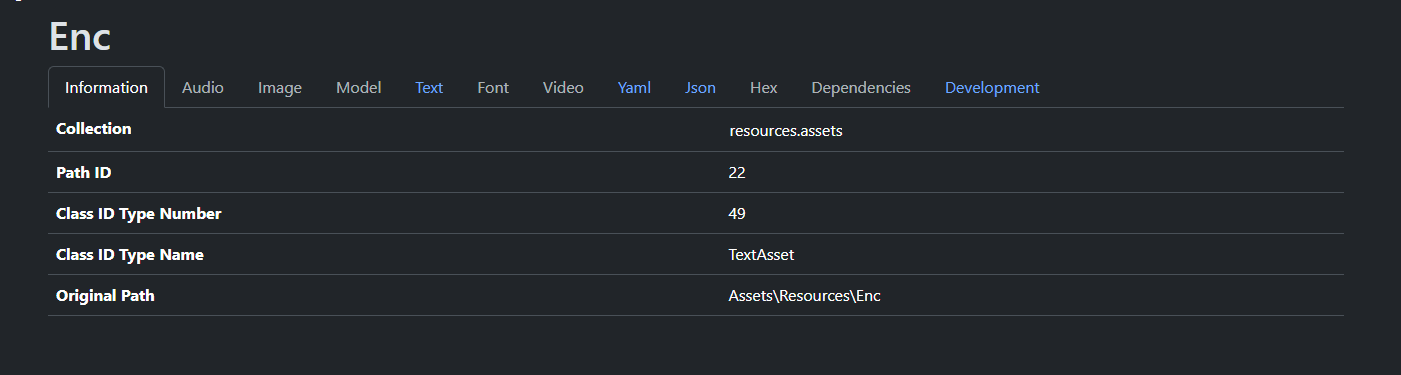 Enc
Information Audio Image Model Text Font Video Yaml Json Hex Dependencies Development
Collection resources.assets
Path ID 22
Class ID Type Number 49
Class ID Type Name TextAsset
Original Path Assets\Resources\Enc